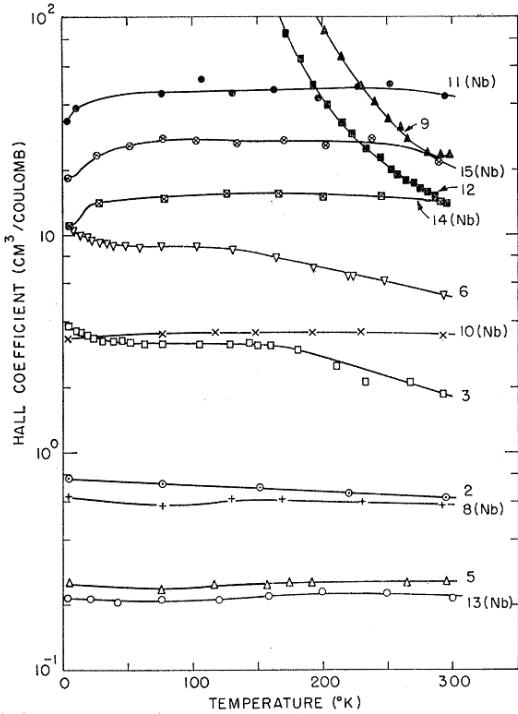 10²
11 (Nb)
9
15 (Nb)
12
14 (Nb)
10
6
10 (Nb)
3
10⁰
2
8 (Nb)
5
13 (Nb)
10⁻¹
0
100
200
300
HALL COEFFICIENT (CM³/COULOMB)
TEMPERATURE (°K)